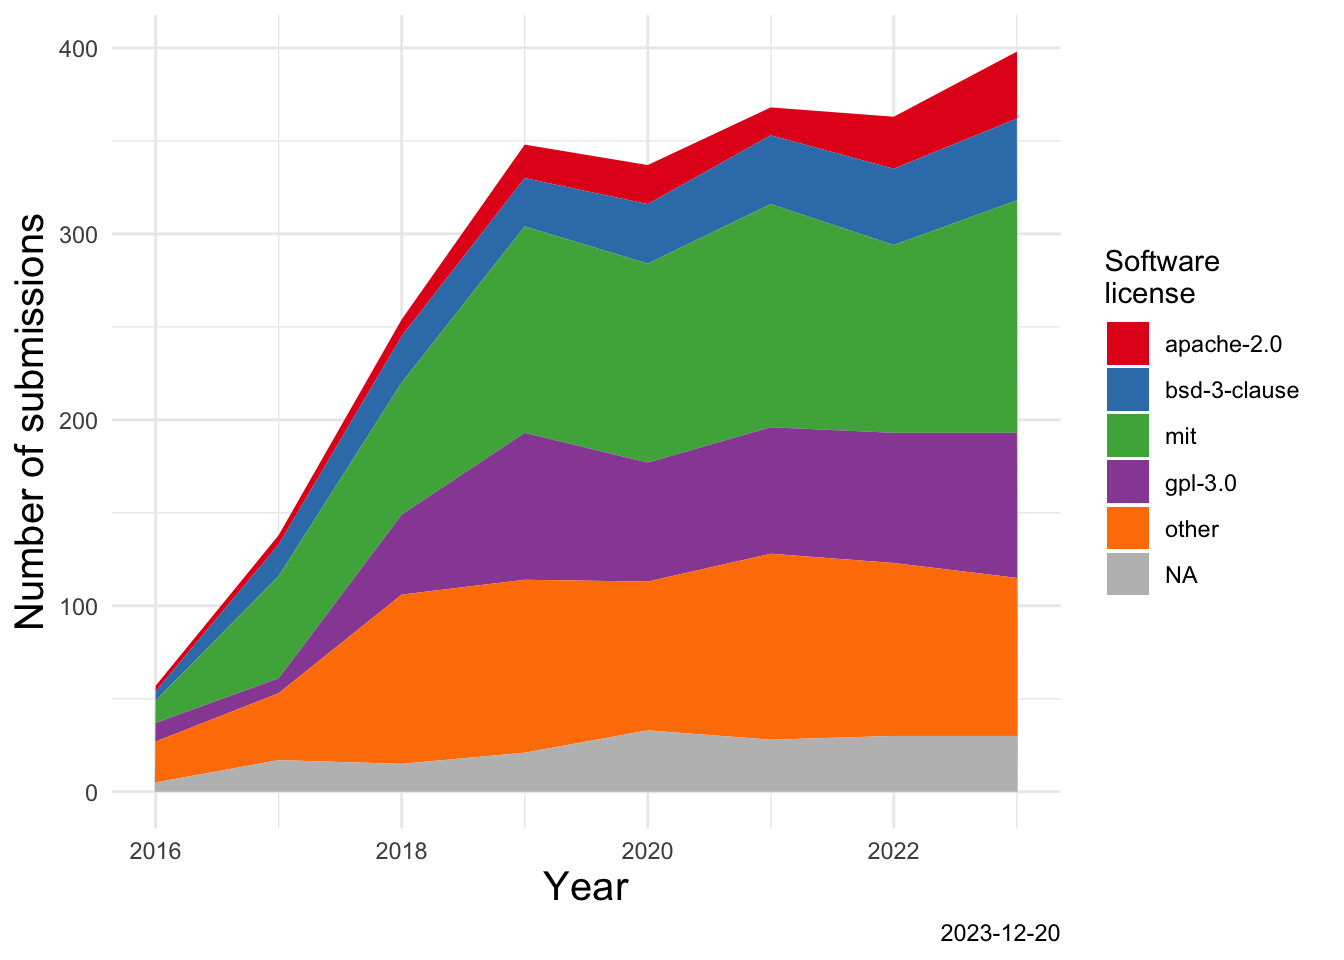 400
300
200
100
0
Number of submissions
2016
2018
2020
2022
Year
Software
license
apache-2.0
bsd-3-clause
mit
gpl-3.0
other
NA
2023-12-20